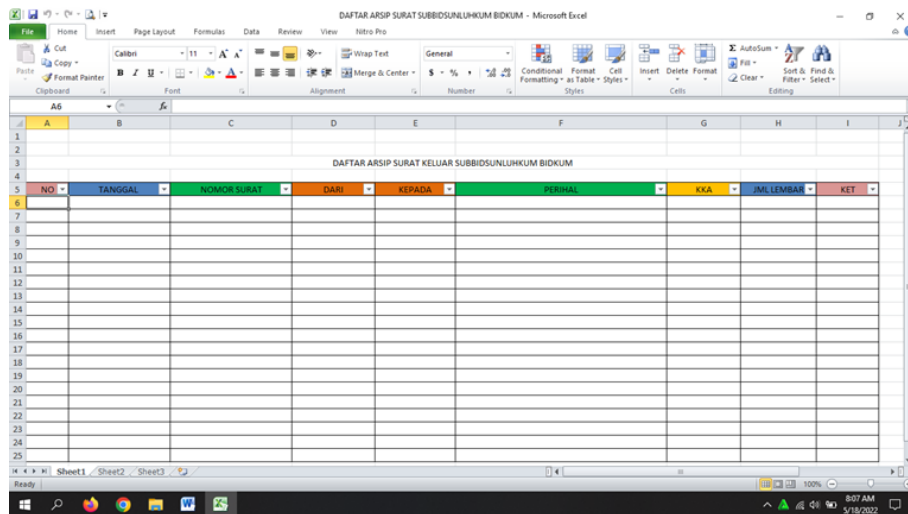 DAFTAR ARSIP SURAT SUBBIDSUNLUHKUM BIDKUM - Microsoft Excel
File Home Insert Page Layout Formulas Data Review View Nitro Pro
Cut Calibri 11 A A Wrap Text General Σ AutoSum
Copy Fill
Paste Format Painter B I U A Merge & Center $ % , Conditional Formatting Format as Table Cell Styles Insert Delete Format Clear Sort & Filter Find & Select
Clipboard Font Alignment Number Styles Cells Editing
A6 fx
A B C D E F G H I J
1
2
3 DAFTAR ARSIP SURAT KELUAR SUBBIDSUNLUHKUM BIDKUM
4
5 NO TANGGAL NOMOR SURAT DARI KEPADA PERIHAL KKA JML LEMBAR KET
6
7
8
9
10
11
12
13
14
15
16
17
18
19
20
21
22
23
24
25
Sheet1 Sheet2 Sheet3
Ready 100%
8:07 AM
5/18/2022